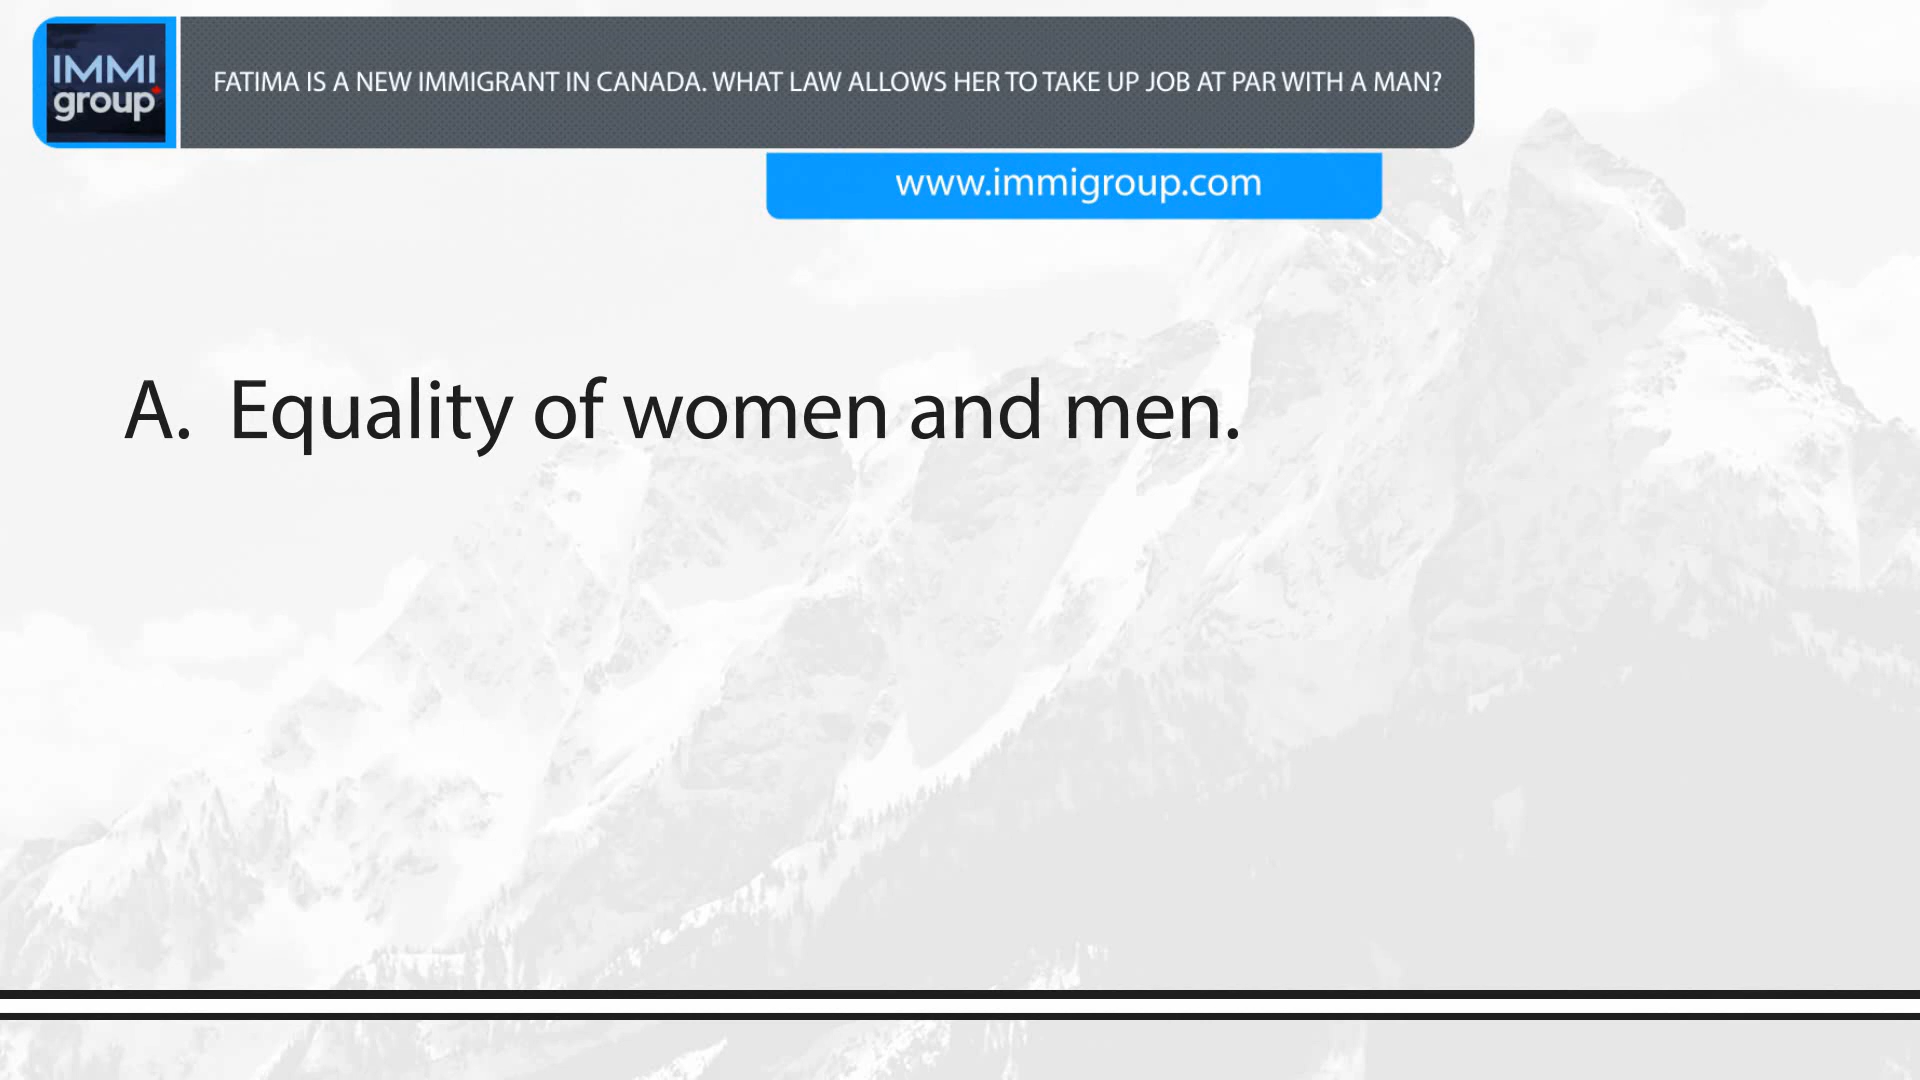 IMMI
group
FATIMA IS A NEW IMMIGRANT IN CANADA. WHAT LAW ALLOWS HER TO TAKE UP JOB AT PAR WITH A MAN?
www.immigroup.com
A. Equality of women and men.